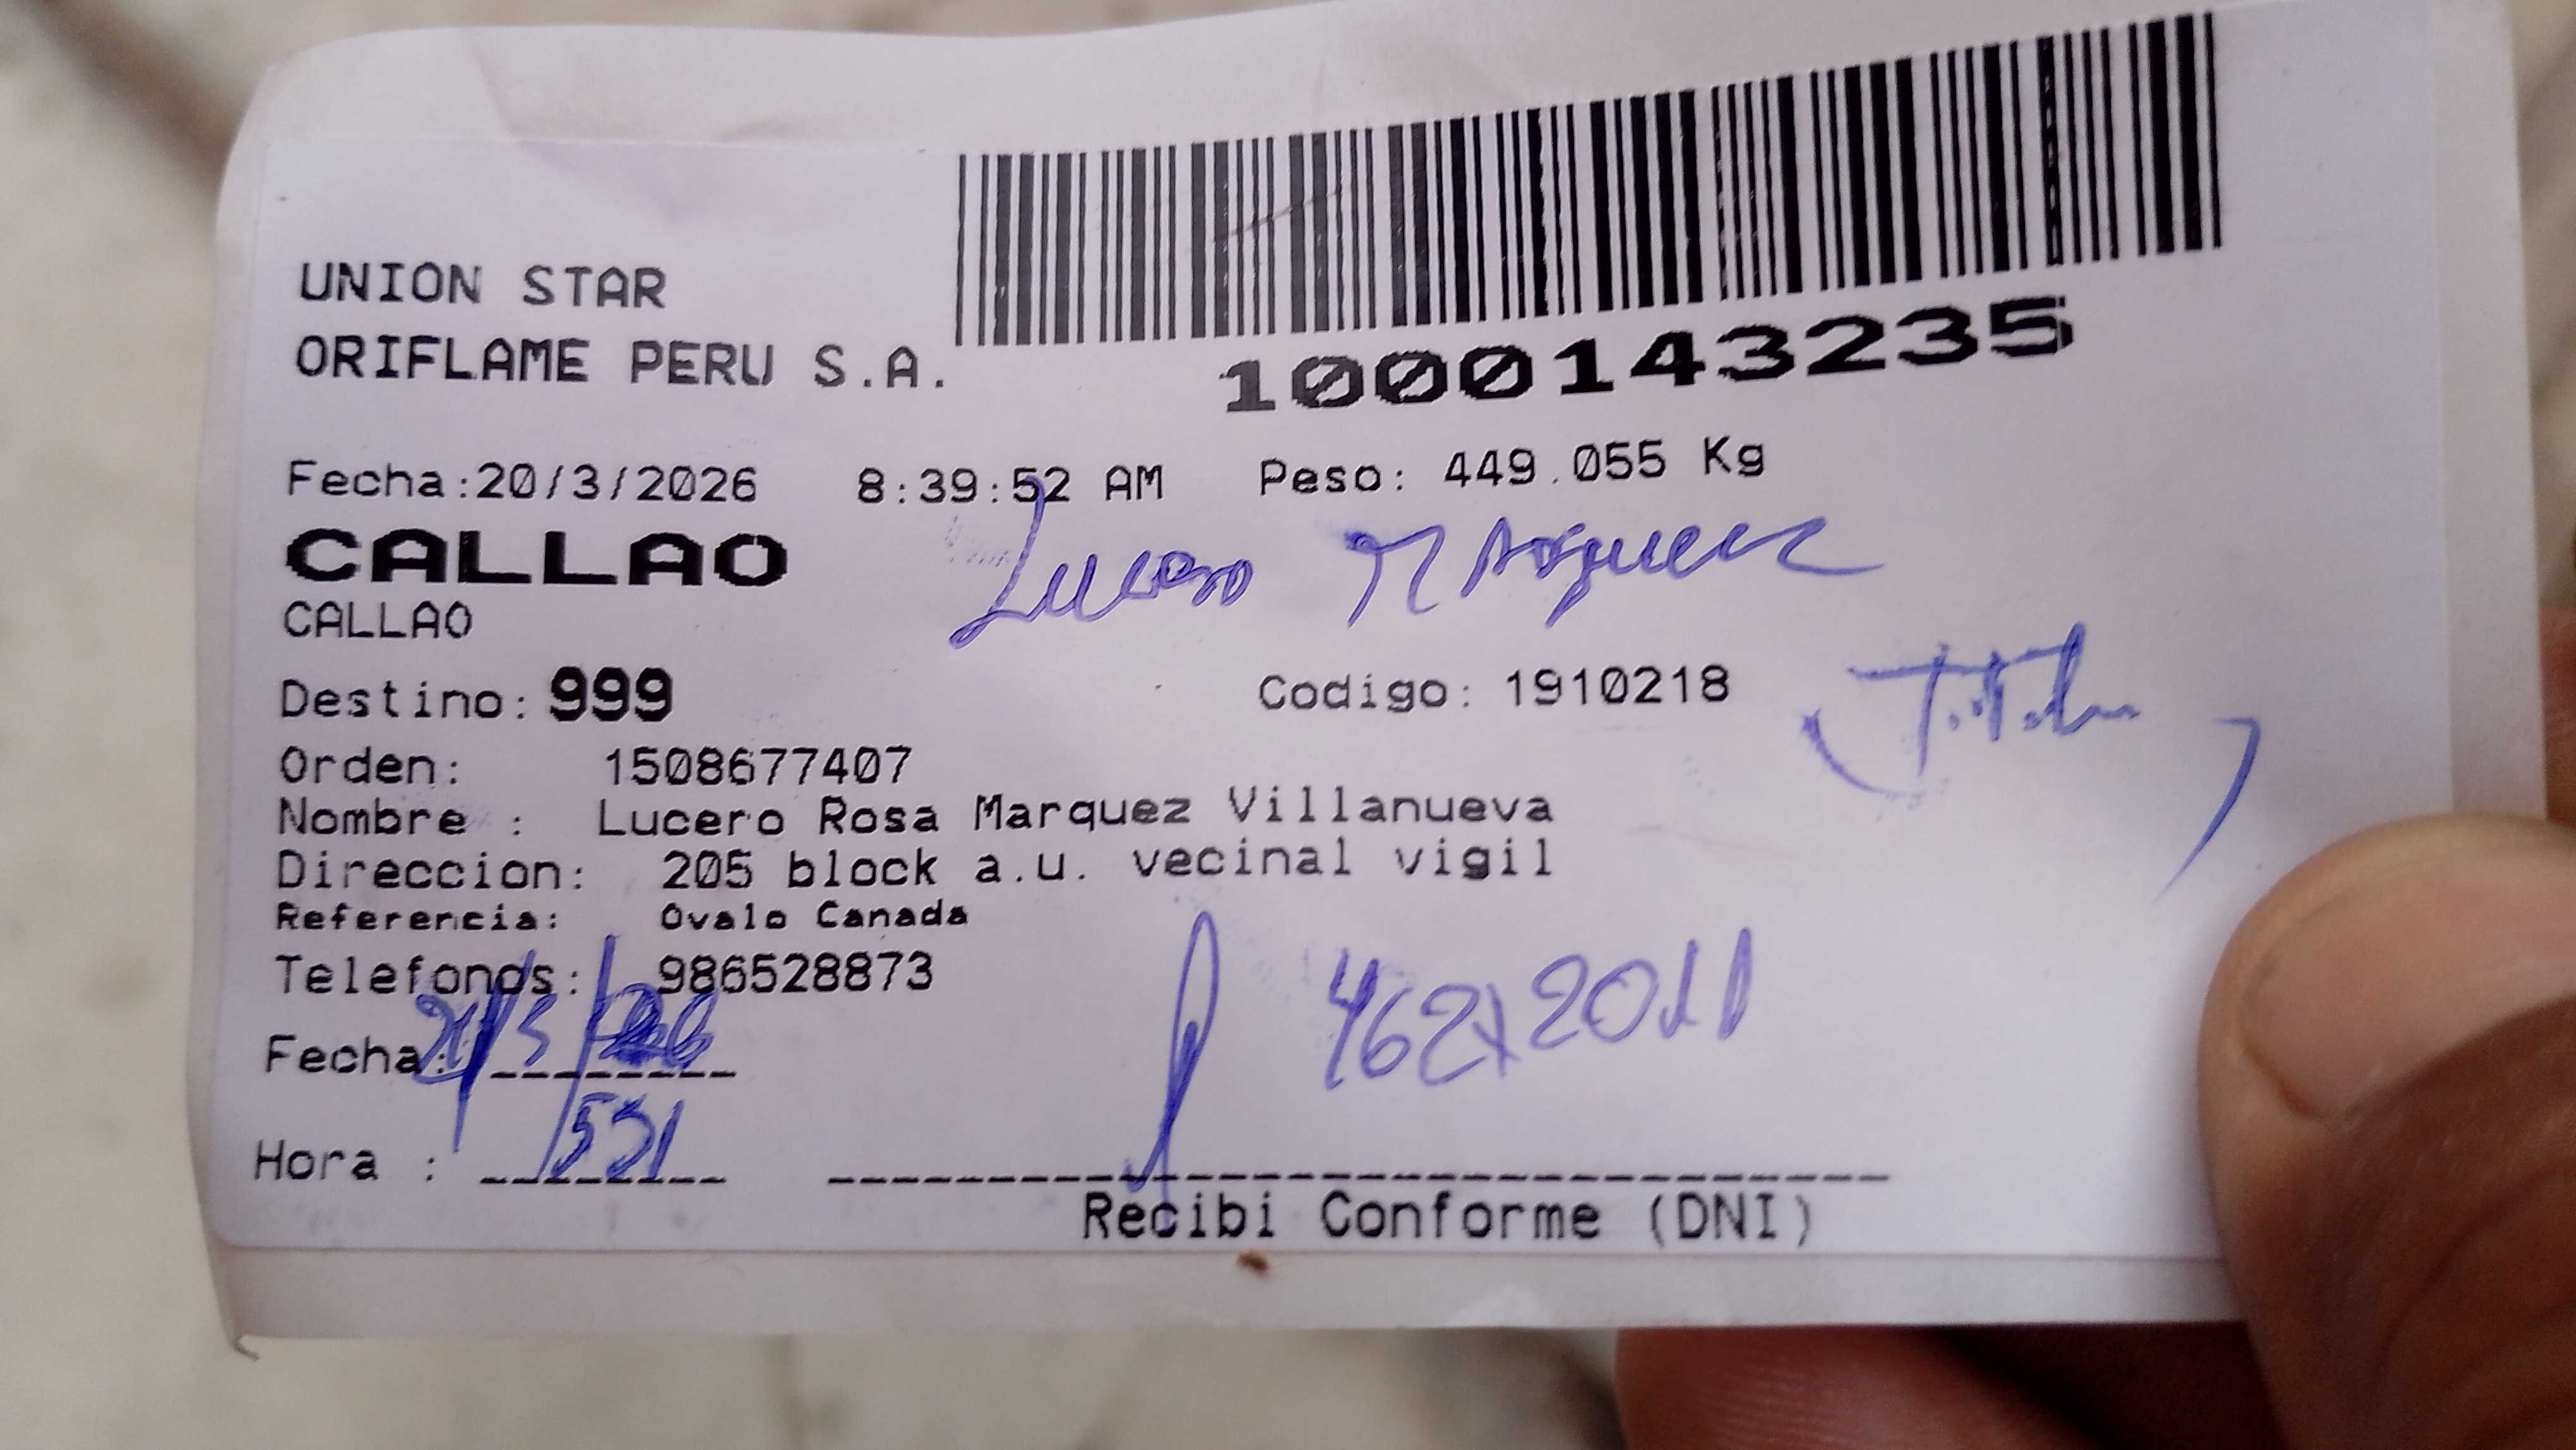 UNION STAR
ORIFLAME PERU S.A.
1000143235
Fecha:20/3/2026 8:39:52 AM Peso: 449.055 Kg
CALLAO
CALLAO
Lucero Marquez
Destino: 999 Codigo: 1910218
Orden: 1508677407
Nombre : Lucero Rosa Marquez Villanueva
Direccion: 205 block a.u. vecinal vigil
Referencia: Ovalo Canada
Telefonos: 986528873
Fecha:
Hora :
Recibi Conforme (DNI)